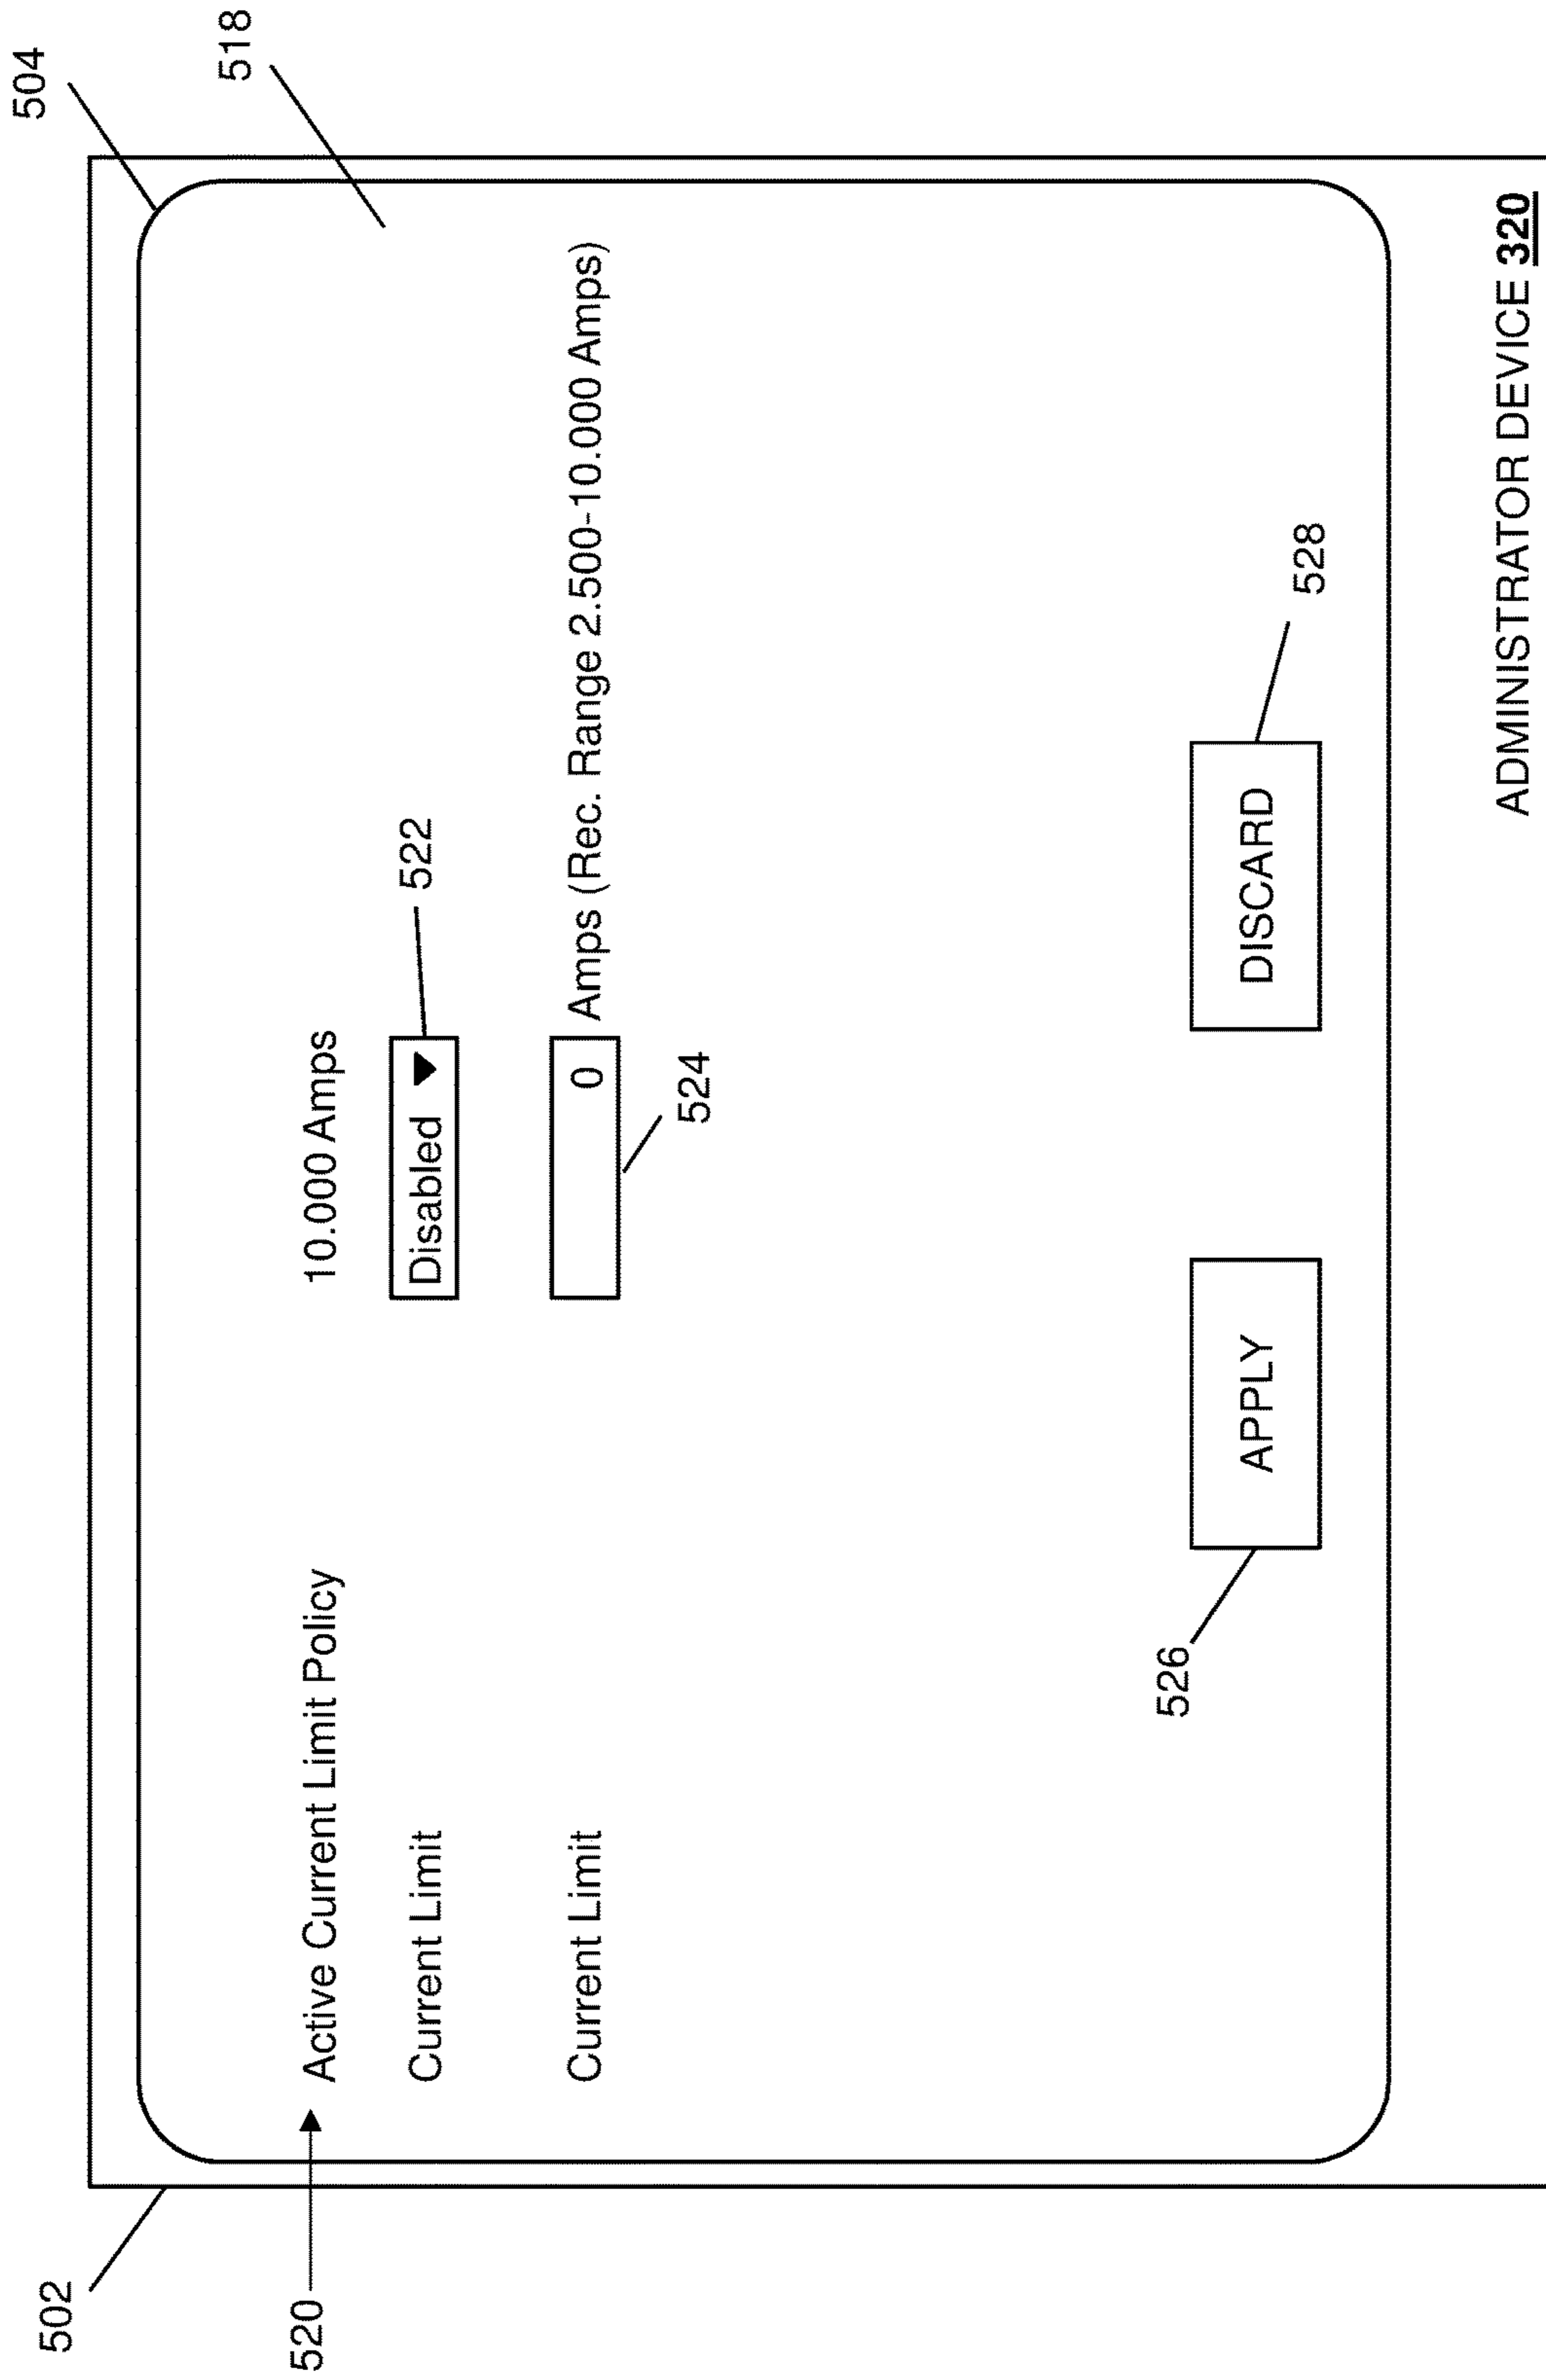 504
518
502
520
Active Current Limit Policy 10.000 Amps
Current Limit Disabled 522
Current Limit 0 Amps (Rec. Range 2.500-10.000 Amps)
524
526
528
APPLY DISCARD
ADMINISTRATOR DEVICE 320